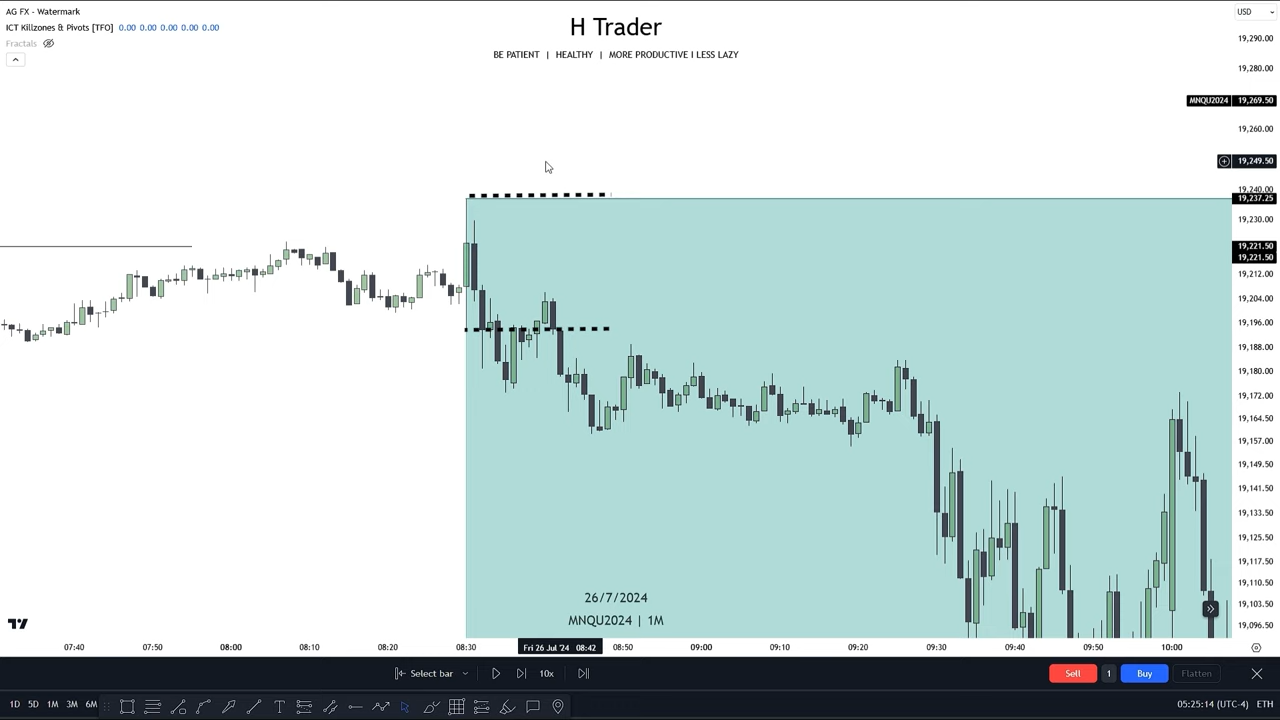 AG FX - Watermark
H Trader
USD
ICT Killzones & Pivots [TFO] 0.00 0.00 0.00 0.00 0.00
Fractals
BE PATIENT | HEALTHY | MORE PRODUCTIVE I LESS LAZY
19,290.00
19,280.00
MNQU2024 19,269.50
19,260.00
19,249.50
19,240.00
19,237.25
19,230.00
19,221.50
19,221.50
19,212.00
19,204.00
19,196.00
19,188.00
19,180.00
19,172.00
19,164.50
19,157.00
19,149.50
19,141.50
19,133.50
19,125.50
19,117.50
19,110.50
19,103.50
19,096.50
26/7/2024
MNQU2024 | 1M
07:40 07:50 08:00 08:10 08:20 08:30 Fri 26 Jul '24 08:42 08:50 09:00 09:10 09:20 09:30 09:40 09:50 10:00
Select bar 10x Sell 1 Buy Flatten
1D 5D 1M 3M 6M 05:25:14 (UTC-4) ETH